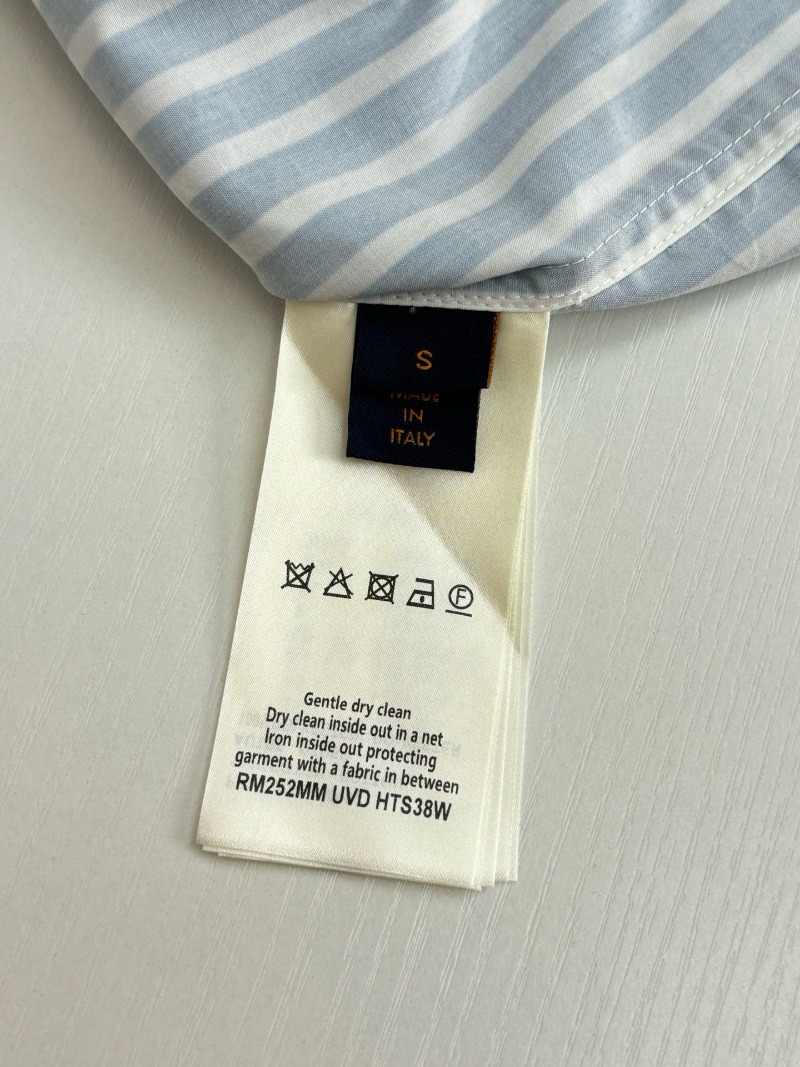 S
MADE
IN
ITALY
F
Gentle dry clean
Dry clean inside out in a net
Iron inside out protecting
garment with a fabric in between
RM252MM UVD HTS38W